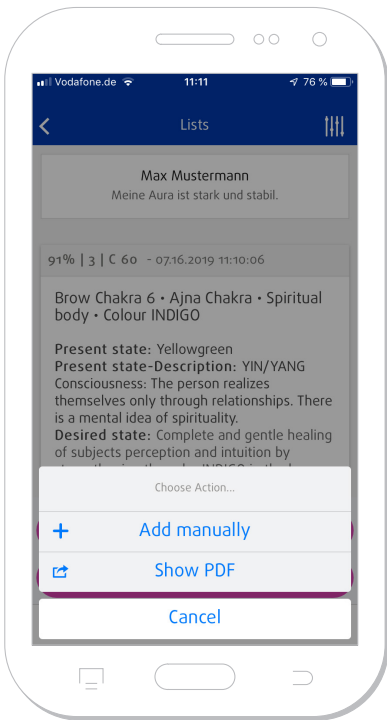 Vodafone.de 11:11 76 %
Lists
Max Mustermann
Meine Aura ist stark und stabil.
91% | 3 | C 60 - 07.16.2019 11:10:06
Brow Chakra 6 • Ajna Chakra • Spiritual
body • Colour INDIGO
Present state: Yellowgreen
Present state-Description: YIN/YANG
Consciousness: The person realizes
themselves only through relationships. There
is a mental idea of spirituality.
Desired state: Complete and gentle healing
of subjects perception and intuition by
Choose Action...
Add manually
Show PDF
Cancel